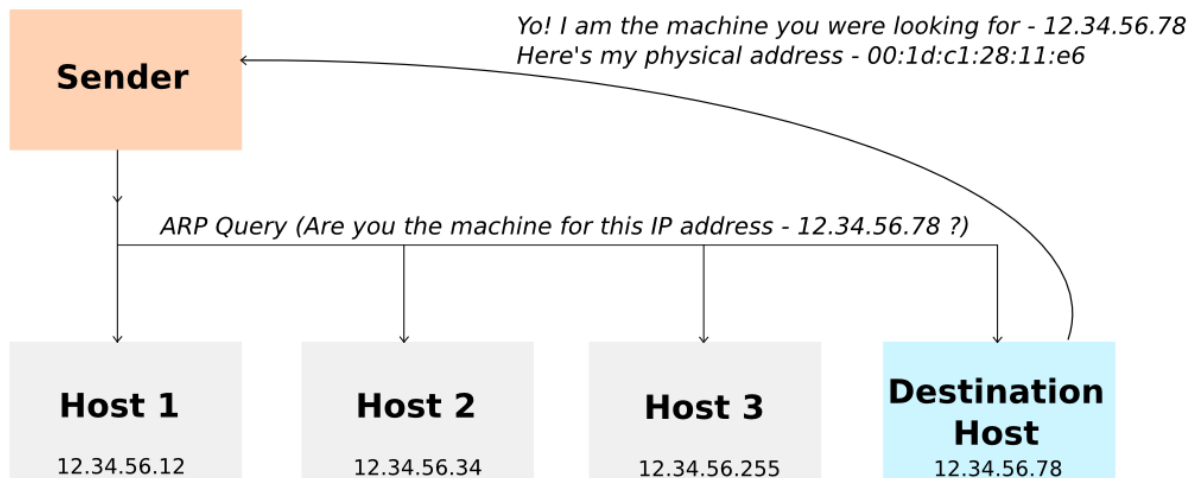 Yo! I am the machine you were looking for - 12.34.56.78
Here's my physical address - 00:1d:c1:28:11:e6
Sender
ARP Query (Are you the machine for this IP address - 12.34.56.78 ?)
Host 1
12.34.56.12
Host 2
12.34.56.34
Host 3
12.34.56.255
Destination
Host
12.34.56.78